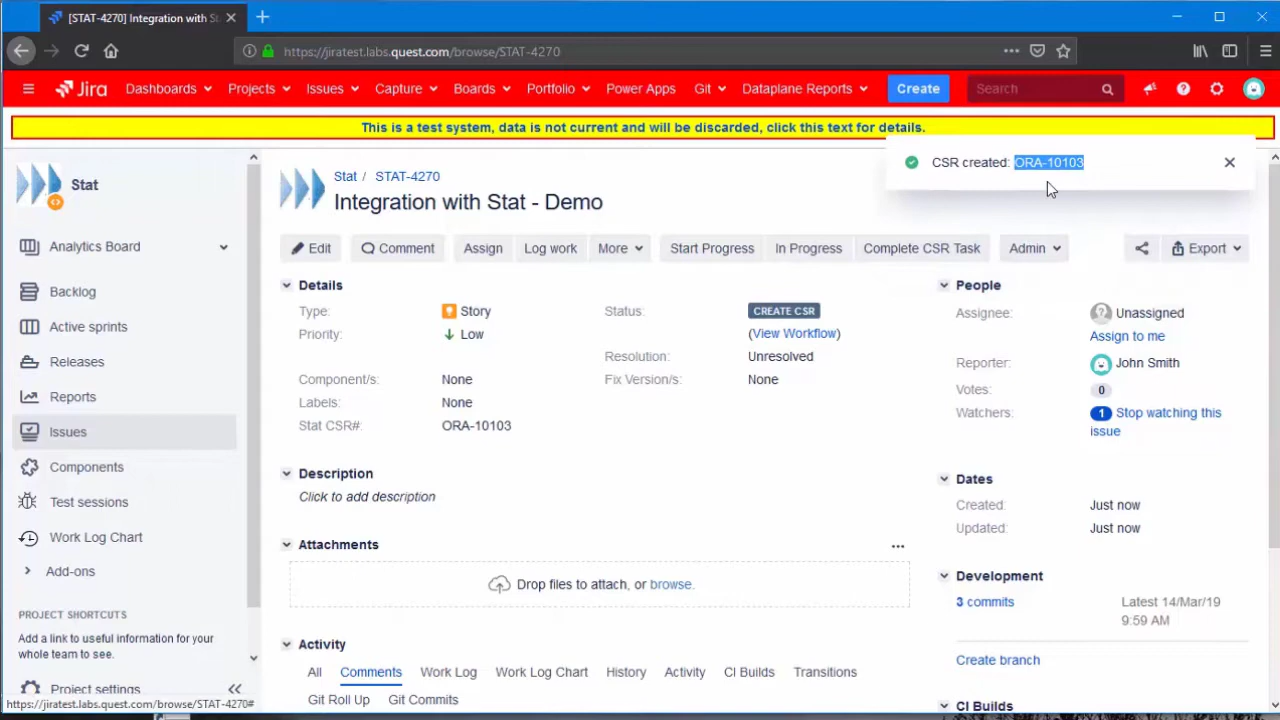 [STAT-4270] Integration with St
https://jiratest.labs.quest.com/browse/STAT-4270
Jira
Dashboards
Projects
Issues
Capture
Boards
Portfolio
Power Apps
Git
Dataplane Reports
Create
Search
This is a test system, data is not current and will be discarded, click this text for details.
CSR created: ORA-10103
Stat
Analytics Board
Backlog
Active sprints
Releases
Reports
Issues
Components
Test sessions
Work Log Chart
Add-ons
PROJECT SHORTCUTS
Add a link to useful information for your
whole team to see.
Project settings
https://jiratest.labs.quest.com/browse/STAT-4270#
Stat / STAT-4270
Integration with Stat - Demo
Edit
Comment
Assign
Log work
More
Start Progress
In Progress
Complete CSR Task
Admin
Export
Details
Type: Story
Status: CREATE CSR
Priority: Low
(View Workflow)
Resolution: Unresolved
Component/s: None
Fix Version/s: None
Labels: None
Stat CSR#: ORA-10103
Description
Click to add description
Attachments
Drop files to attach, or browse.
Activity
All
Comments
Work Log
Work Log Chart
History
Activity
CI Builds
Transitions
Git Roll Up
Git Commits
People
Assignee: Unassigned
Assign to me
Reporter: John Smith
Votes: 0
Watchers: 1 Stop watching this
issue
Dates
Created: Just now
Updated: Just now
Development
3 commits
Latest 14/Mar/19
9:59 AM
Create branch
CI Builds